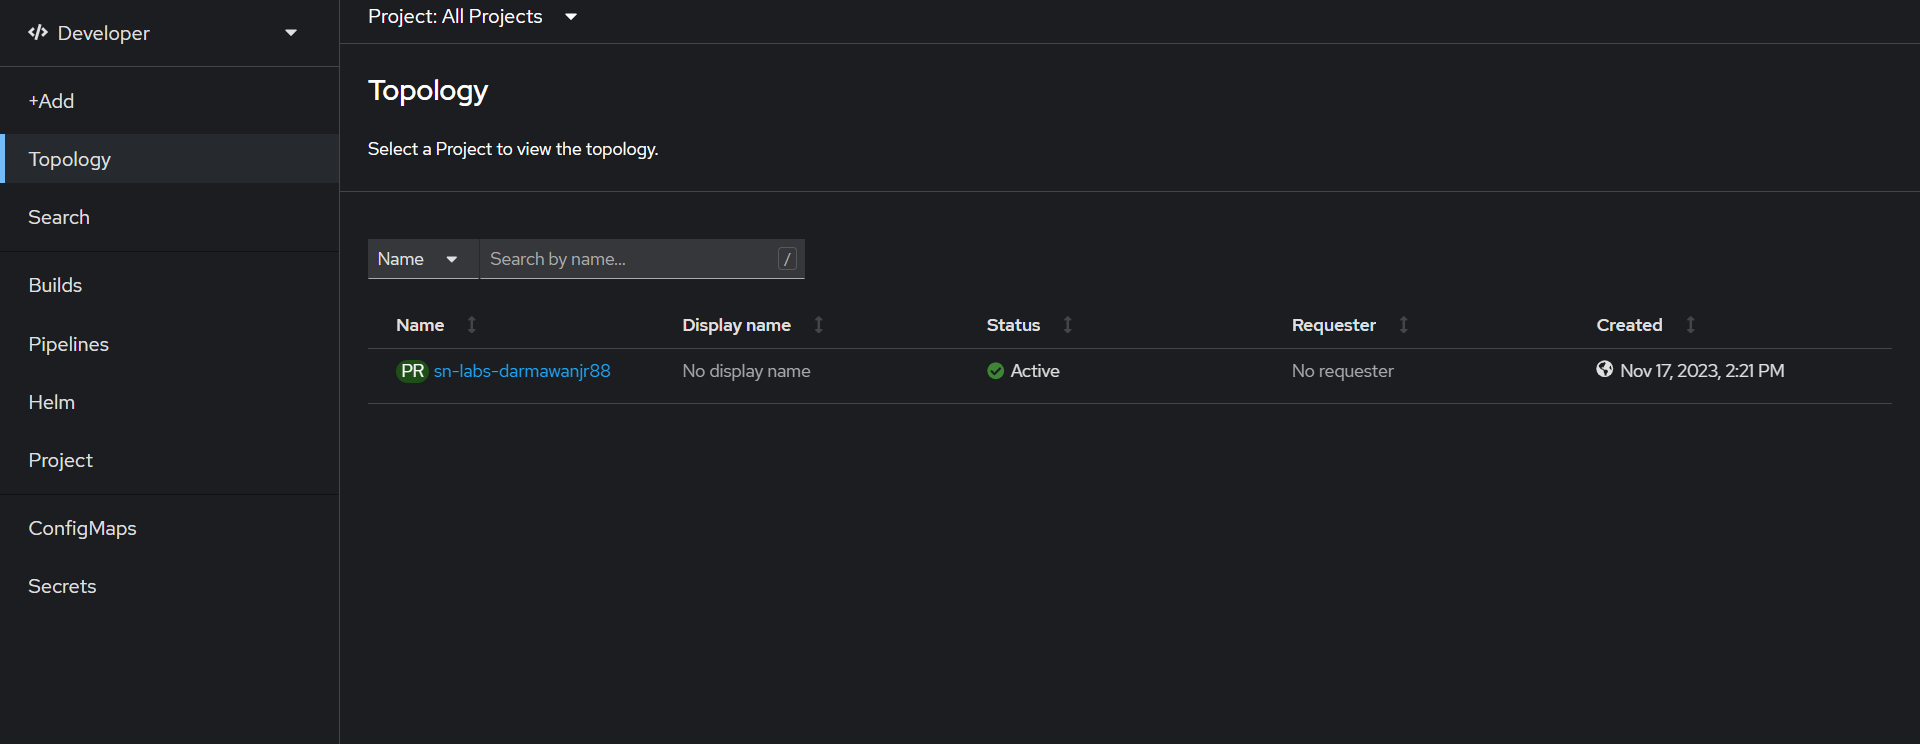 Developer
+Add
Topology
Search
Builds
Pipelines
Helm
Project
ConfigMaps
Secrets
Project: All Projects
Topology
Select a Project to view the topology.
Name Search by name... /
Name Display name Status Requester Created
PR sn-labs-darmawanjr88 No display name Active No requester Nov 17, 2023, 2:21 PM